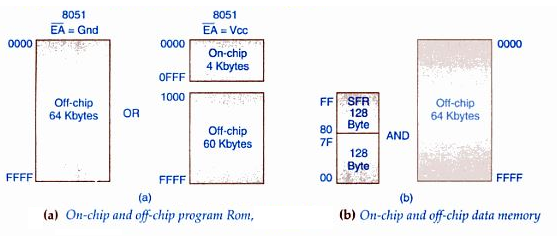 8051
EA = Gnd
0000
Off-chip
64 Kbytes
FFFF
OR
8051
EA = Vcc
0000
On-chip
4 Kbytes
0FFF
1000
Off-chip
60 Kbytes
FFFF
(a)
(a) On-chip and off-chip program Rom,
FF
SFR
128
Byte
80
7F
128
Byte
00
AND
0000
Off-chip
64 Kbytes
FFFF
(b)
(b) On-chip and off-chip data memory